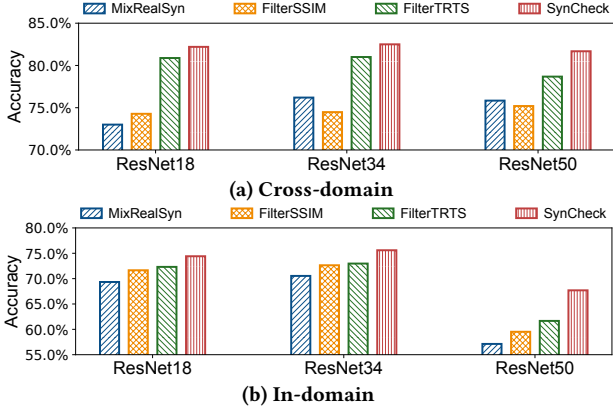 MixRealSyn FilterSSIM FilterTRTS SynCheck
85.0%
80.0%
75.0%
70.0%
Accuracy
ResNet18 ResNet34 ResNet50
(a) Cross-domain
MixRealSyn FilterSSIM FilterTRTS SynCheck
80.0%
75.0%
70.0%
65.0%
60.0%
55.0%
Accuracy
ResNet18 ResNet34 ResNet50
(b) In-domain